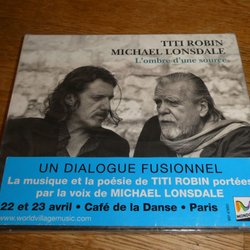 TITI ROBIN
MICHAEL LONSDALE
L'ombre d'une source
UN DIALOGUE FUSIONNEL
La musique et la poésie de TITI ROBIN portées
par la voix de MICHAEL LONSDALE
22 et 23 avril • Café de la Danse • Paris
www.worldvillagemusic.com